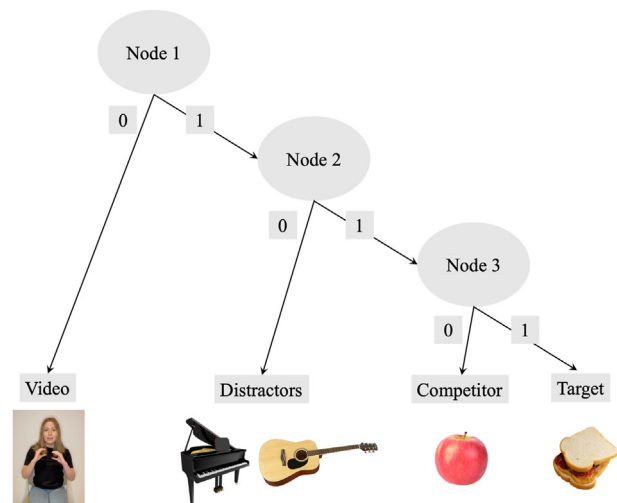 Node 1
0
1
Node 2
0
1
Node 3
0
1
Video
Distractors
Competitor
Target